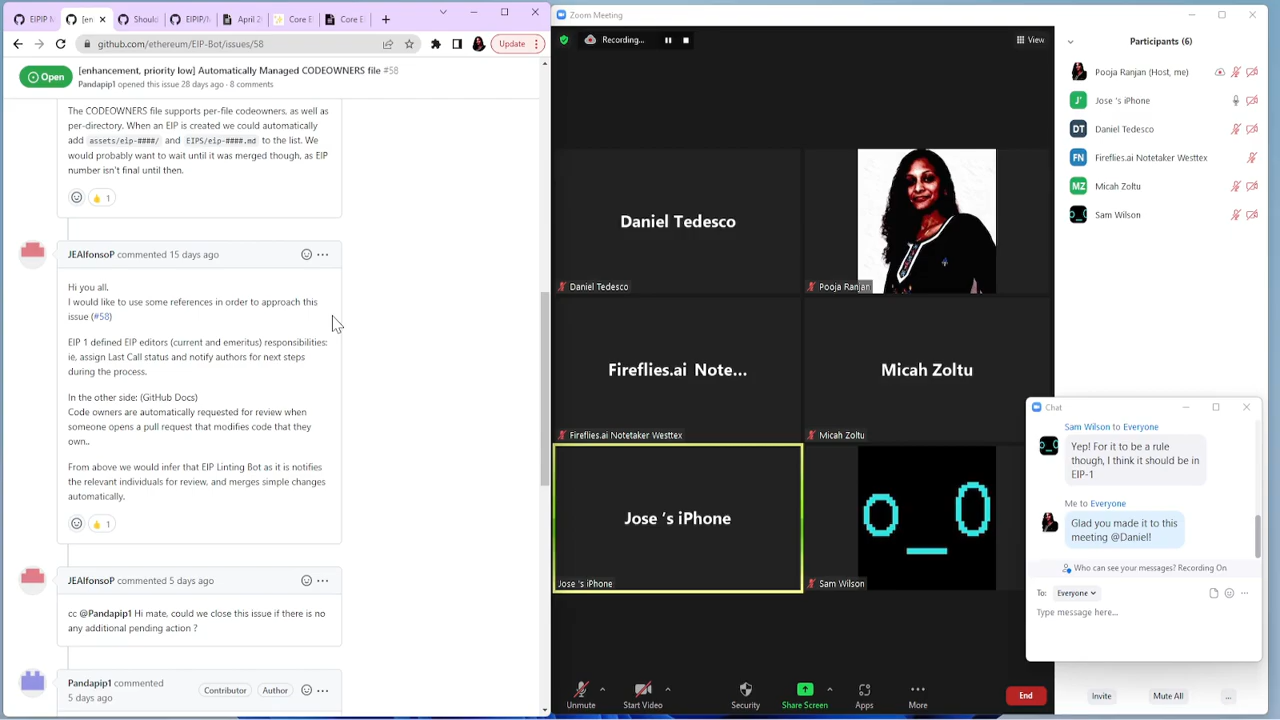 EIP M
[en
Shoul
EIP/N
April 2
Core E
Core E
github.com/ethereum/EIP-Bot/issues/58
Update
Open
[enhancement, priority low] Automatically Managed CODEOWNERS file #58
Pandapip1 opened this issue 28 days ago · 8 comments
The CODEOWNERS file supports per-file codeowners, as well as
per-directory. When an EIP is created we could automatically
add assets/eip-####/ and EIPS/eip-####.md to the list. We
would probably want to wait until it was merged though, as EIP
number isn't final until then.
1
JEAlfonsoP commented 15 days ago
Hi you all,
I would like to use some references in order to approach this
issue (#58)
EIP 1 defined EIP editors (current and emeritus) responsibilities:
ie, assign Last Call status and notify authors for next steps
during the process.
In the other side: (GitHub Docs)
Code owners are automatically requested for review when
someone opens a pull request that modifies code that they
own..
From above we would infer that EIP Linting Bot as it is notifies
the relevant individuals for review, and merges simple changes
automatically.
1
JEAlfonsoP commented 5 days ago
cc @Pandapip1 Hi mate, could we close this issue if there is no
any additional pending action ?
Pandapip1 commented
5 days ago
Contributor
Author
Zoom Meeting
Recording...
View
Daniel Tedesco
Daniel Tedesco
Pooja Ranjan
Fireflies.ai Note...
Fireflies.ai Notetaker Westtex
Micah Zoltu
Micah Zoltu
Jose 's iPhone
Jose 's iPhone
Sam Wilson
Unmute
Start Video
Security
Share Screen
Apps
More
End
Participants (6)
Pooja Ranjan (Host, me)
J'
Jose 's iPhone
DT
Daniel Tedesco
FN
Fireflies.ai Notetaker Westtex
MZ
Micah Zoltu
Sam Wilson
Chat
Sam Wilson to Everyone
Yep! For it to be a rule
though, I think it should be in
EIP-1
Me to Everyone
Glad you made it to this
meeting @Daniel!
Who can see your messages? Recording On
To:
Everyone
Type message here...
Invite
Mute All
...